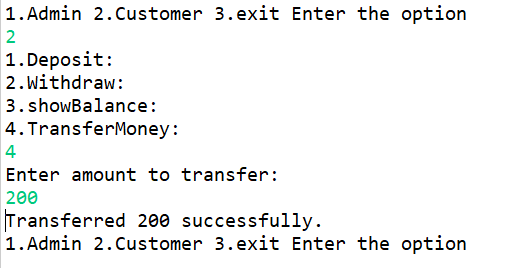 1.Admin 2.Customer 3.exit Enter the option
2
1.Deposit:
2.Withdraw:
3.showBalance:
4.TransferMoney:
4
Enter amount to transfer:
200
Transferred 200 successfully.
1.Admin 2.Customer 3.exit Enter the option